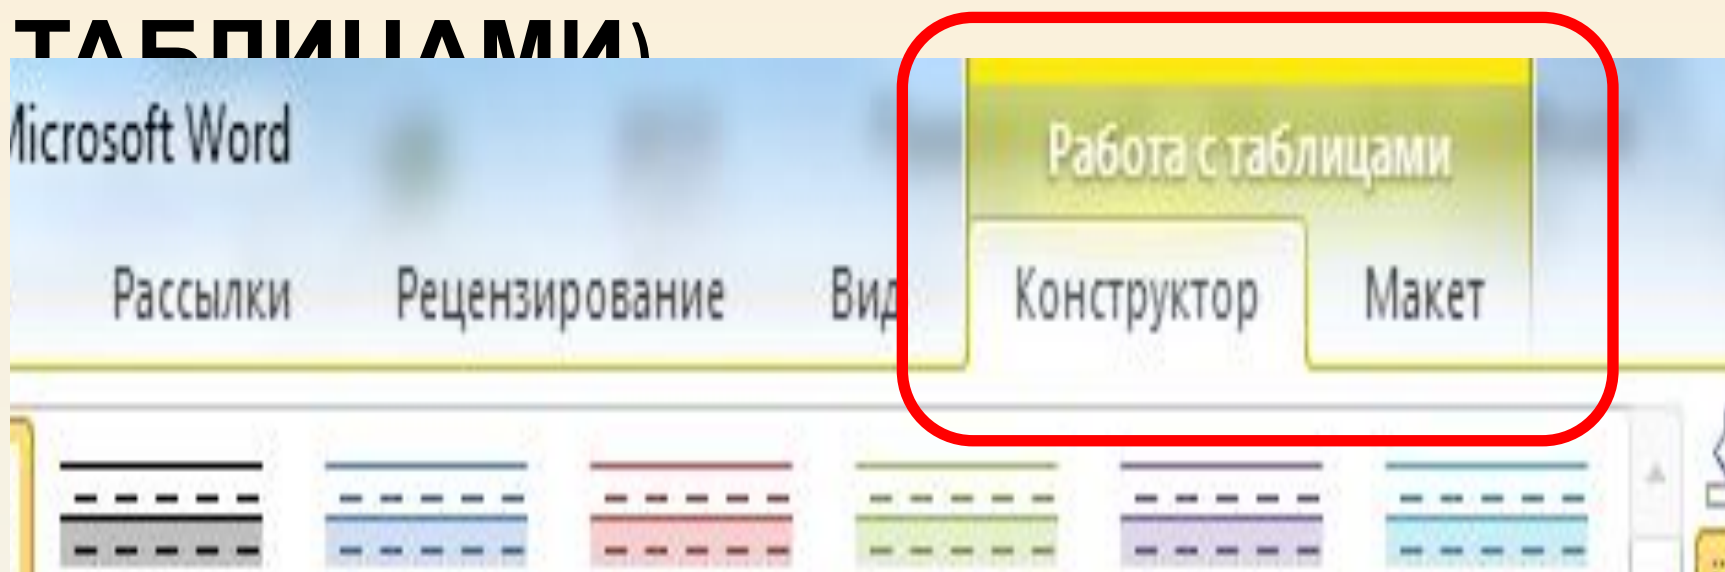 ТАБЛИЦАМИ)
Microsoft Word
Работа с таблицами
Рассылки Рецензирование Вид Конструктор Макет